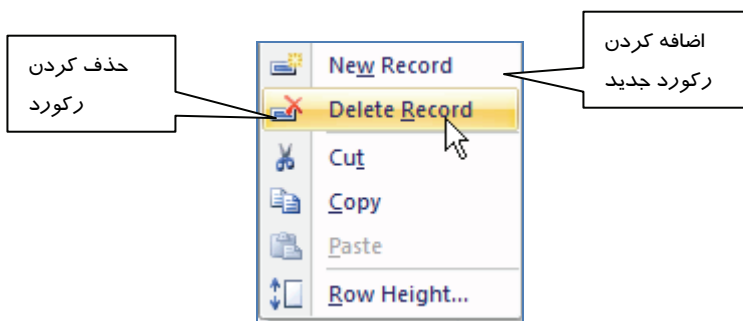 اضافه کردن
رکورد جدید
حذف کردن
رکورد
New Record
Delete Record
Cut
Copy
Paste
Row Height...